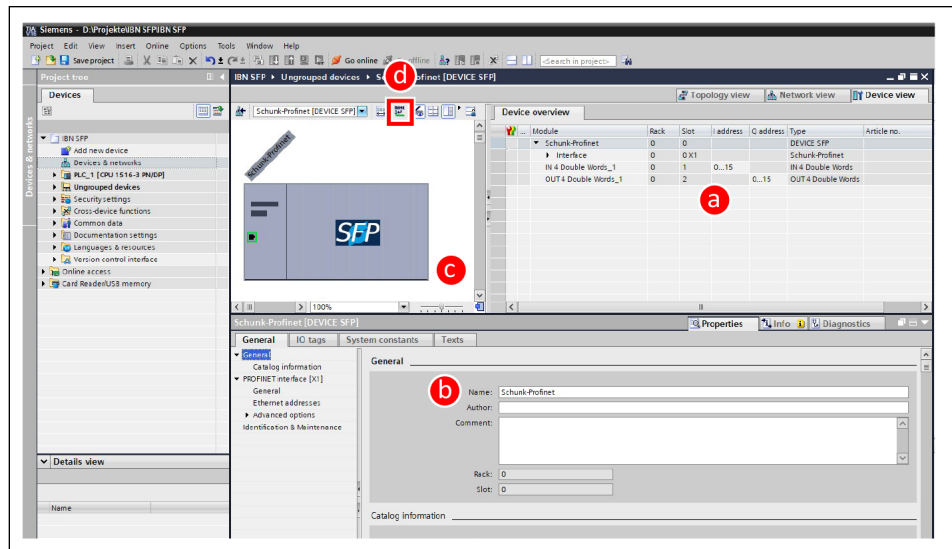 Siemens - D:\Projekte\IBN SFP\IBN SFP
Project Edit View Insert Online Options Tools Window Help
Save project Go online offline <Search in project>
Project tree
IBN SFP Ungrouped devices Schunk-Profinet [DEVICE SFP]
d
Devices
Topology view Network view Device view
Schunk-Profinet [DEVICE SFP]
Device overview
Devices & networks
... Module Rack Slot I address Q address Type Article no.
Schunk-Profinet 0 0 DEVICE SFP
Interface 0 0 X1 Schunk-Profinet
IN 4 Double Words_1 0 1 0...15 IN 4 Double Words
OUT 4 Double Words_1 0 2 0...15 OUT 4 Double Words
a
IBN SFP
Add new device
Devices & networks
PLC_1 [CPU 1516-3 PN/DP]
Ungrouped devices
Security settings
Cross-device functions
Common data
Documentation settings
Languages & resources
Version control interface
Online access
Card Reader/USB memory
Schunk-Profinet
SFP
c
100%
Schunk-Profinet [DEVICE SFP]
Properties Info Diagnostics
General IO tags System constants Texts
General
Catalog information
PROFINET interface [X1]
General
Ethernet addresses
Advanced options
Identification & Maintenance
General
b
Name: Schunk-Profinet
Author:
Comment:
Rack: 0
Slot: 0
Catalog information
Details view
Name